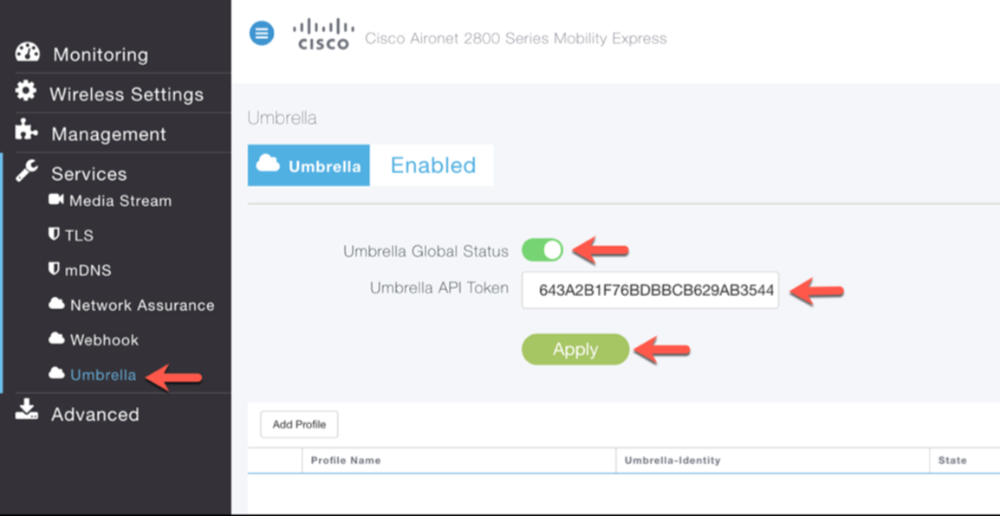 Monitoring
Wireless Settings
Management
Services
Media Stream
TLS
mDNS
Network Assurance
Webhook
Umbrella
Advanced
CISCO
Cisco Aironet 2800 Series Mobility Express
Umbrella
Umbrella Enabled
Umbrella Global Status
Umbrella API Token 643A2B1F76BDBBCB629AB3544
Apply
Add Profile
Profile Name Umbrella-Identity State